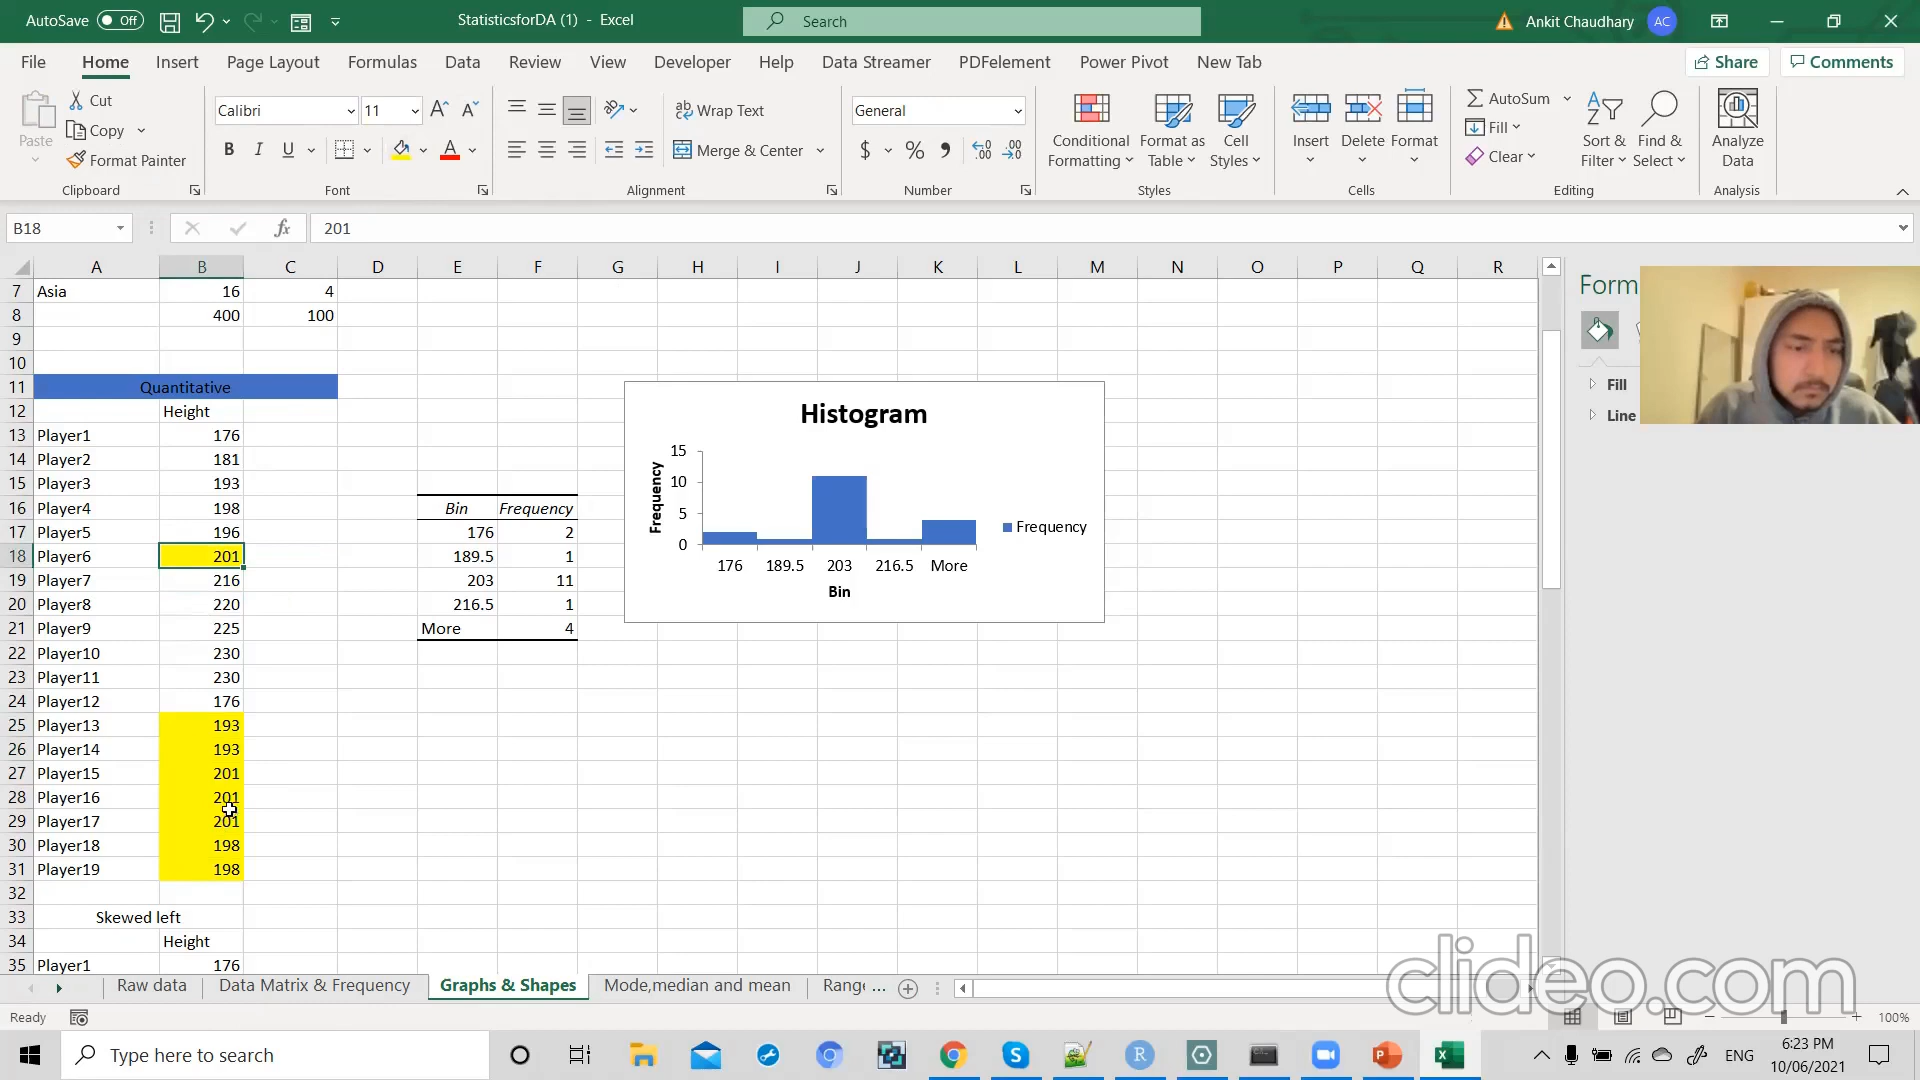 AutoSave Off StatisticsforDA (1) - Excel Search Ankit Chaudhary AC
File Home Insert Page Layout Formulas Data Review View Developer Help Data Streamer PDFelement Power Pivot New Tab Share Comments
Paste Cut Copy Format Painter
Calibri 11
B I U A
ab Wrap Text
Merge & Center
General
$ %
Conditional Formatting
Format as Table
Cell Styles
Insert Delete Format
AutoSum
Fill
Clear
Sort & Filter
Find & Select
Analyze Data
Clipboard Font Alignment Number Styles Cells Editing Analysis
B18 fx 201
A B C D E F G H I J K L M N O P Q R
7 Asia 16 4
8 400 100
9
10
11 Quantitative
12 Height
13 Player1 176
14 Player2 181
15 Player3 193
16 Player4 198 Bin Frequency
17 Player5 196 176 2
18 Player6 201 189.5 1
19 Player7 216 203 11
20 Player8 220 216.5 1
21 Player9 225 More 4
22 Player10 230
23 Player11 230
24 Player12 176
25 Player13 193
26 Player14 193
27 Player15 201
28 Player16 201
29 Player17 201
30 Player18 198
31 Player19 198
32
33 Skewed left
34 Height
35 Player1 176
Histogram
Frequency
15
10
5
0
176 189.5 203 216.5 More
Bin
Frequency
Form
Fill
Line
Raw data Data Matrix & Frequency Graphs & Shapes Mode,median and mean Range ...
clideo.com
Ready 100%
Type here to search
R
ENG
6:23 PM
10/06/2021